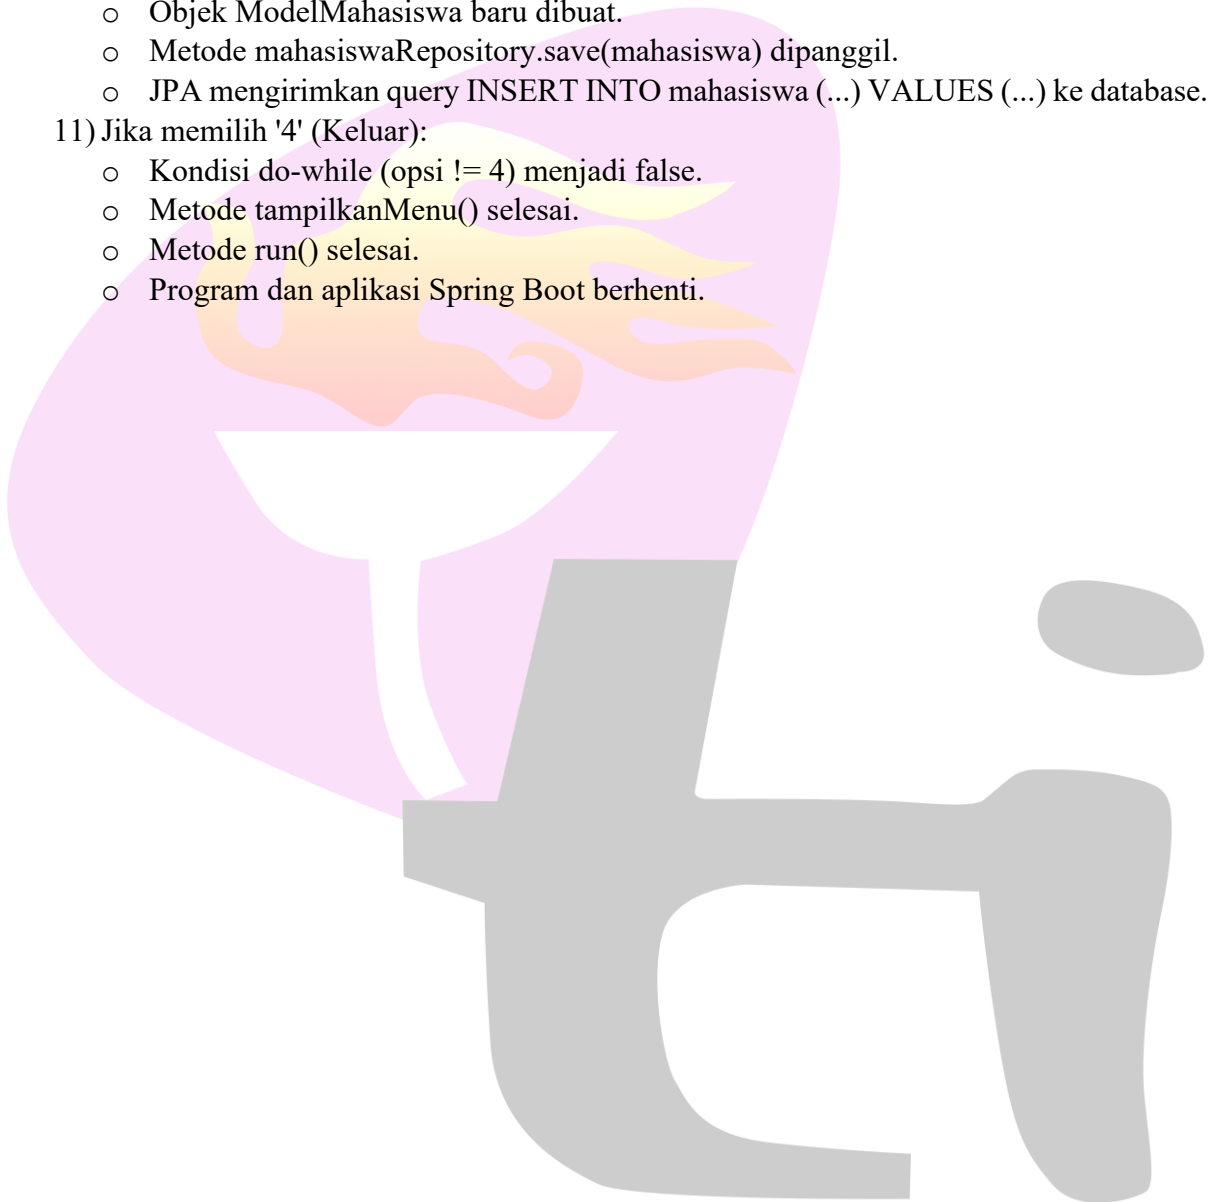 o Objek ModelMahasiswa baru dibuat.
o Metode mahasiswaRepository.save(mahasiswa) dipanggil.
o JPA mengirimkan query INSERT INTO mahasiswa (...) VALUES (...) ke database.
11) Jika memilih '4' (Keluar):
o Kondisi do-while (opsi != 4) menjadi false.
o Metode tampilkanMenu() selesai.
o Metode run() selesai.
o Program dan aplikasi Spring Boot berhenti.
ti